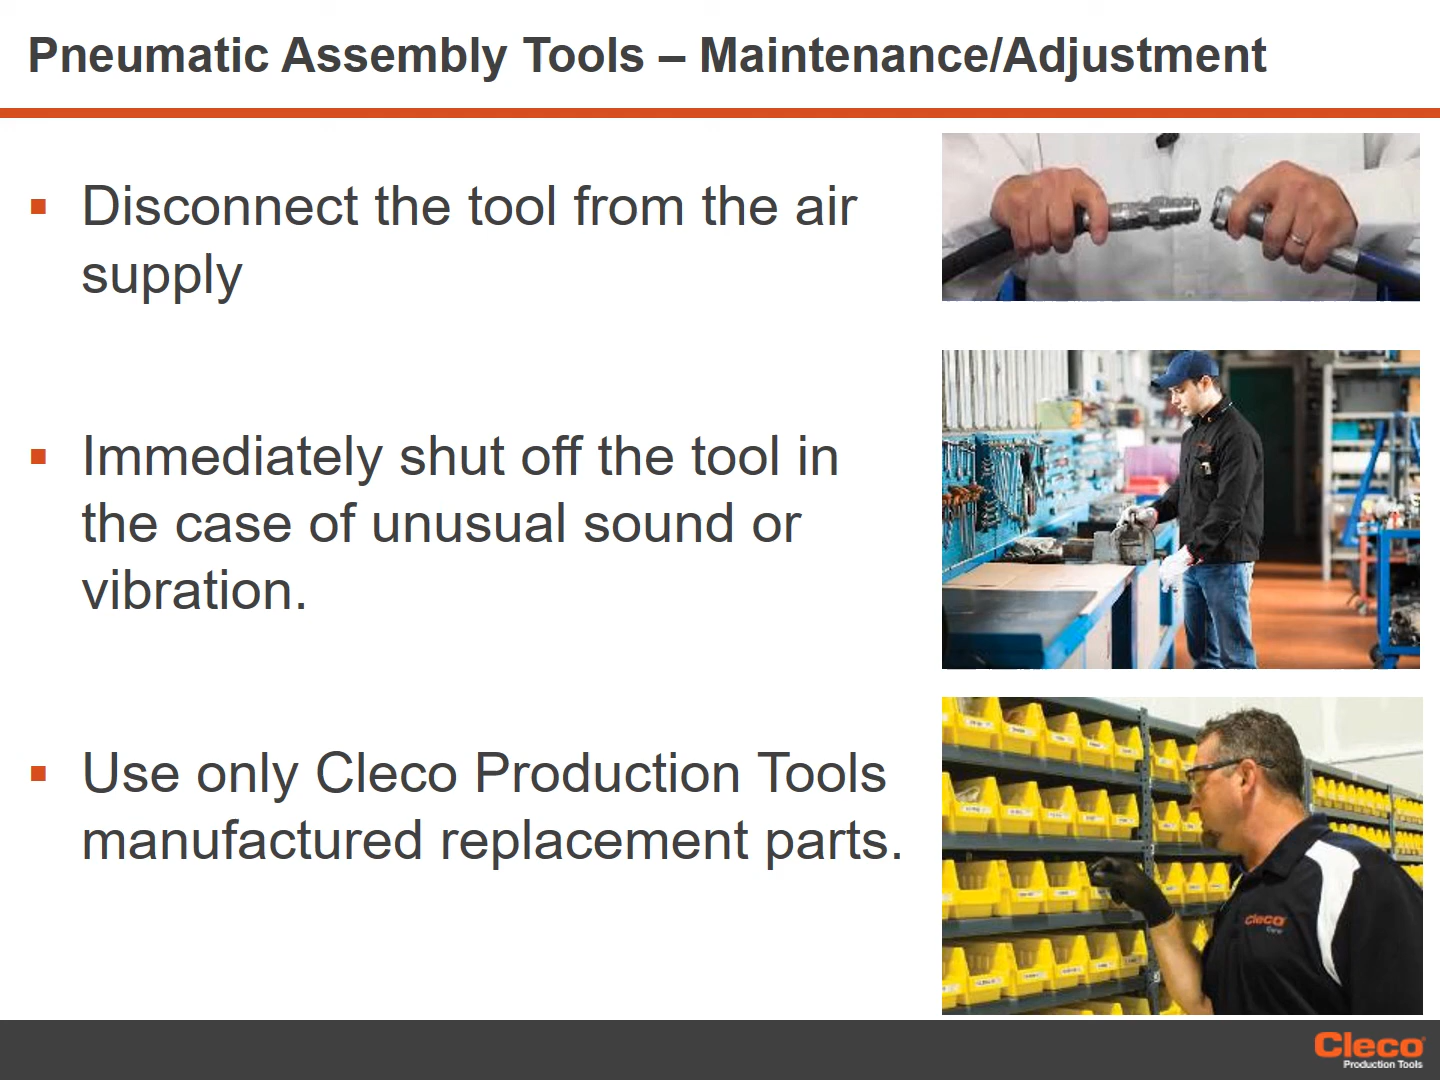 Pneumatic Assembly Tools – Maintenance/Adjustment
Disconnect the tool from the air
supply
Immediately shut off the tool in
the case of unusual sound or
vibration.
Use only Cleco Production Tools
manufactured replacement parts.
Cleco
Cleco
Production Tools